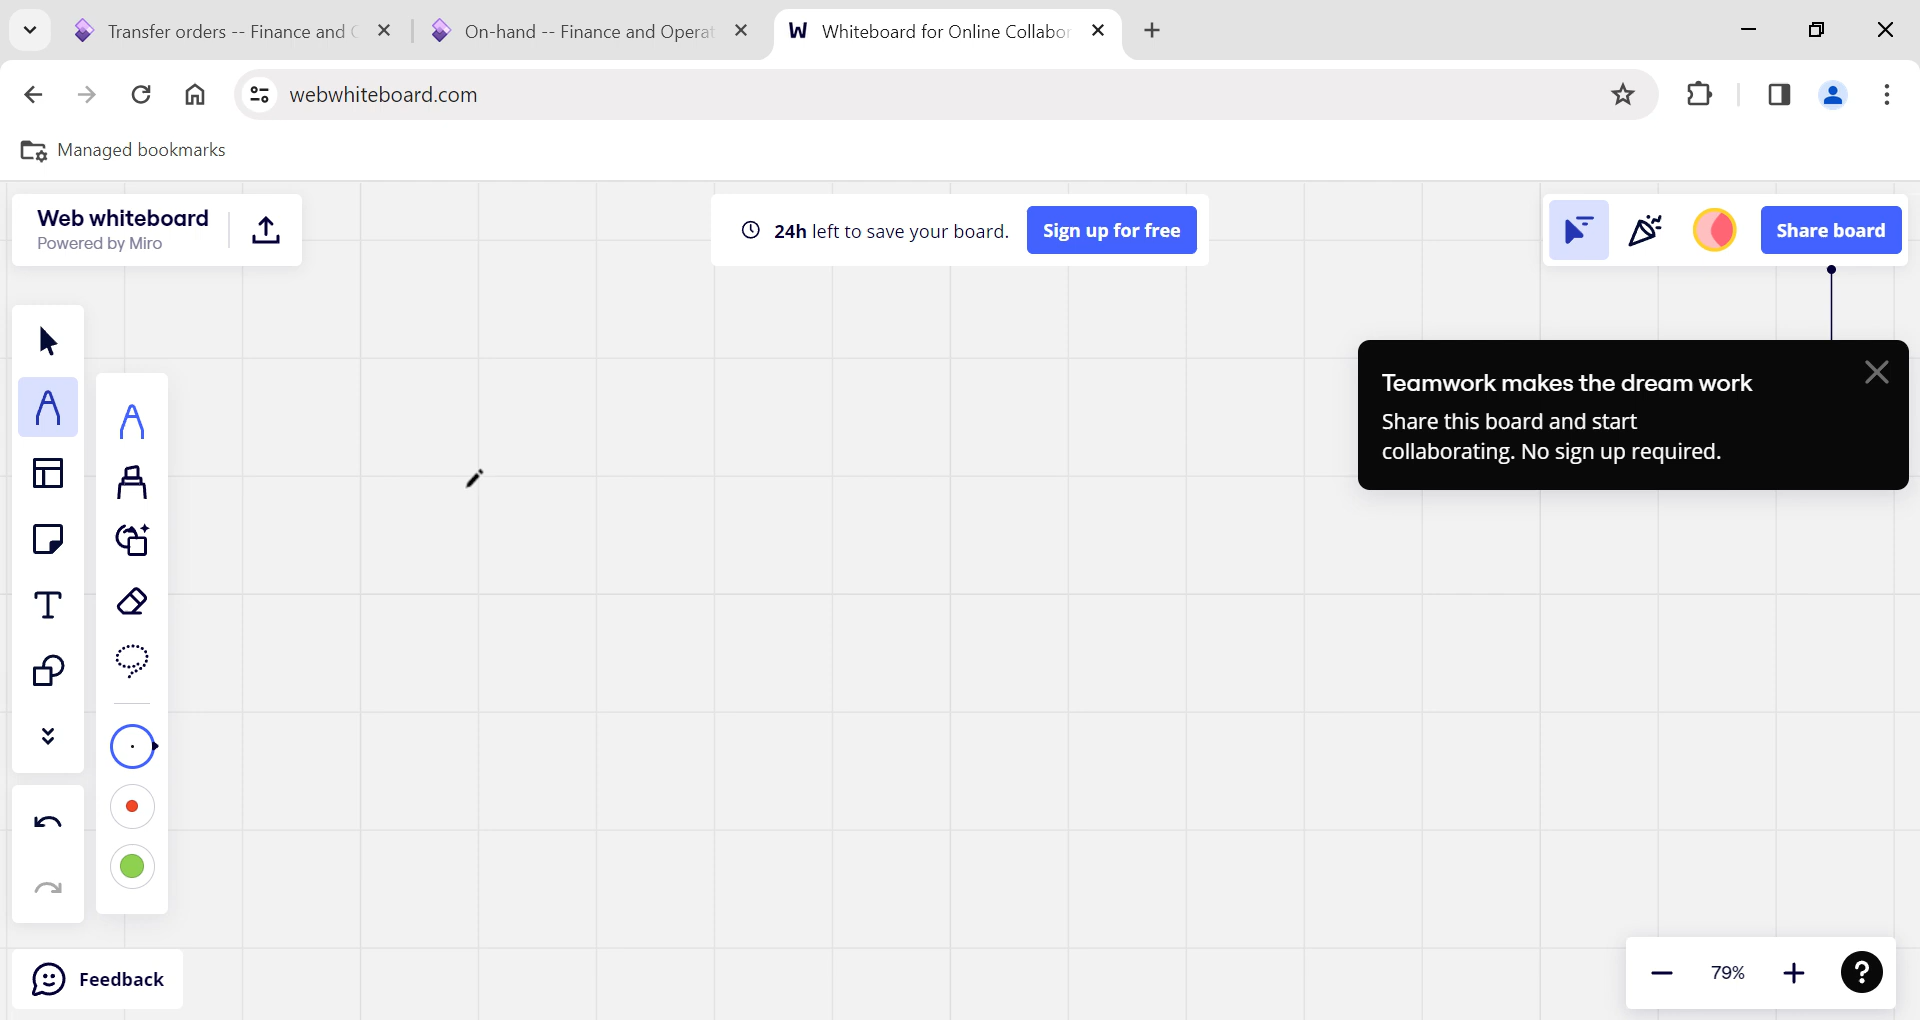 Transfer orders -- Finance and
On-hand -- Finance and Operat
Whiteboard for Online Collabor
webwhiteboard.com
Managed bookmarks
Web whiteboard
Powered by Miro
24h left to save your board.
Sign up for free
Share board
Teamwork makes the dream work
Share this board and start
collaborating. No sign up required.
Feedback
79%